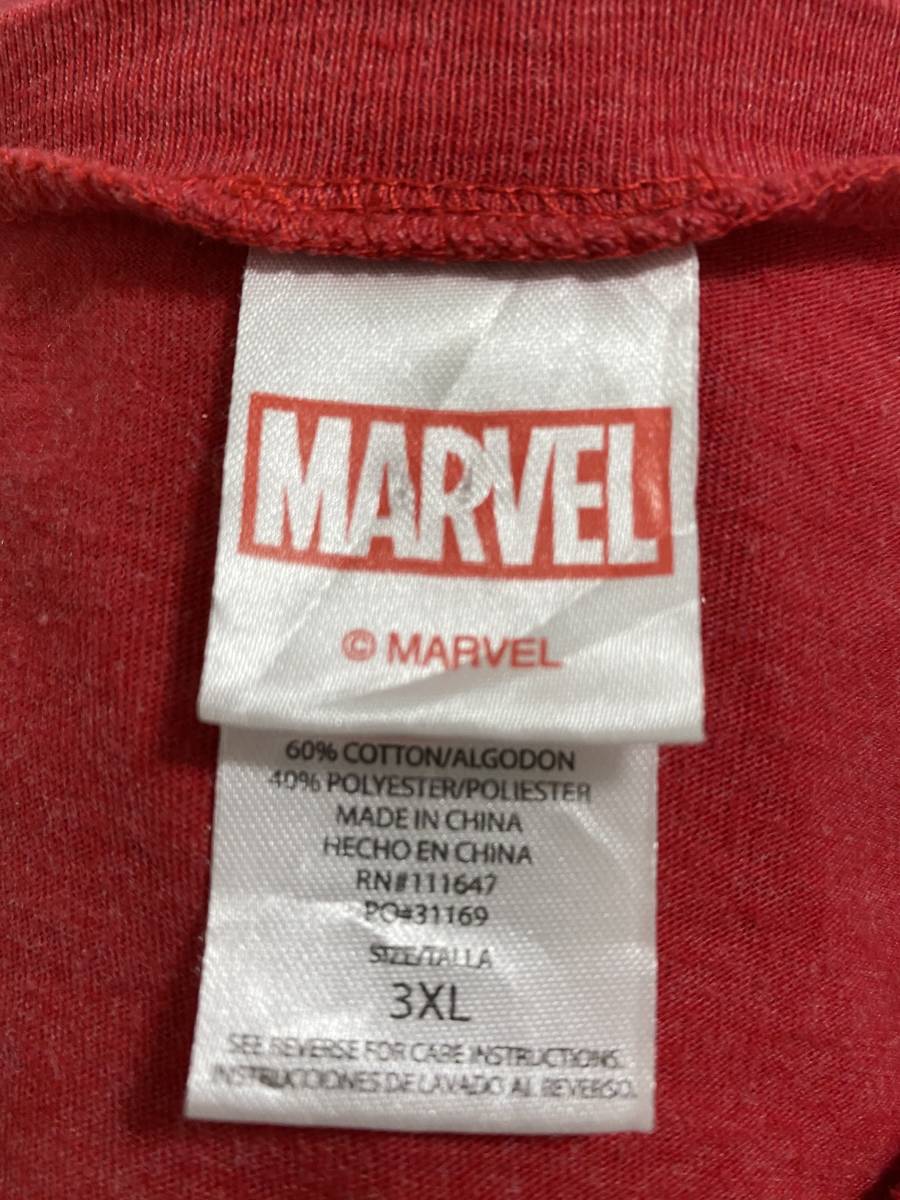 MARVEL
© MARVEL
60% COTTON/ALGODON
40% POLYESTER/POLIESTER
MADE IN CHINA
HECHO EN CHINA
RN#111647
PO#31169
SIZE/TALLA
3XL
SEE REVERSE FOR CARE INSTRUCTIONS.
INSTRUCCIONES DE LAVADO AL REVERSO.